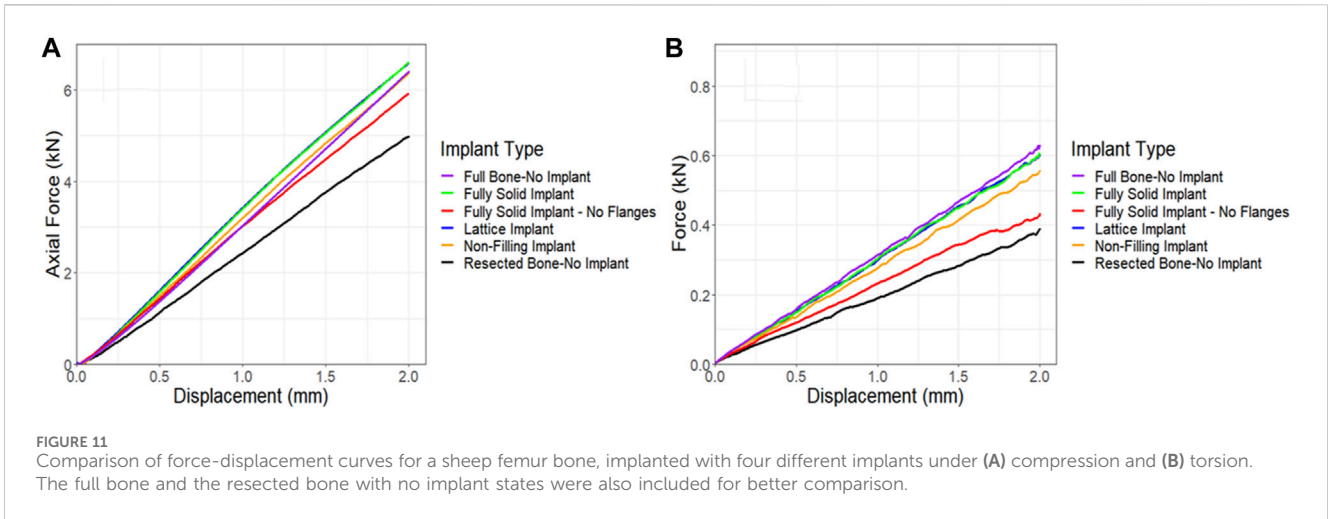 A
Axial Force (kN)
6
4
2
0
0.0 0.5 1.0 1.5 2.0
Displacement (mm)
Implant Type
Full Bone-No Implant
Fully Solid Implant
Fully Solid Implant - No Flanges
Lattice Implant
Non-Filling Implant
Resected Bone-No Implant
B
Force (kN)
0.8
0.6
0.4
0.2
0.0
0.0 0.5 1.0 1.5 2.0
Displacement (mm)
Implant Type
Full Bone-No Implant
Fully Solid Implant
Fully Solid Implant - No Flanges
Lattice Implant
Non-Filling Implant
Resected Bone-No Implant
FIGURE 11
Comparison of force-displacement curves for a sheep femur bone, implanted with four different implants under (A) compression and (B) torsion.
The full bone and the resected bone with no implant states were also included for better comparison.